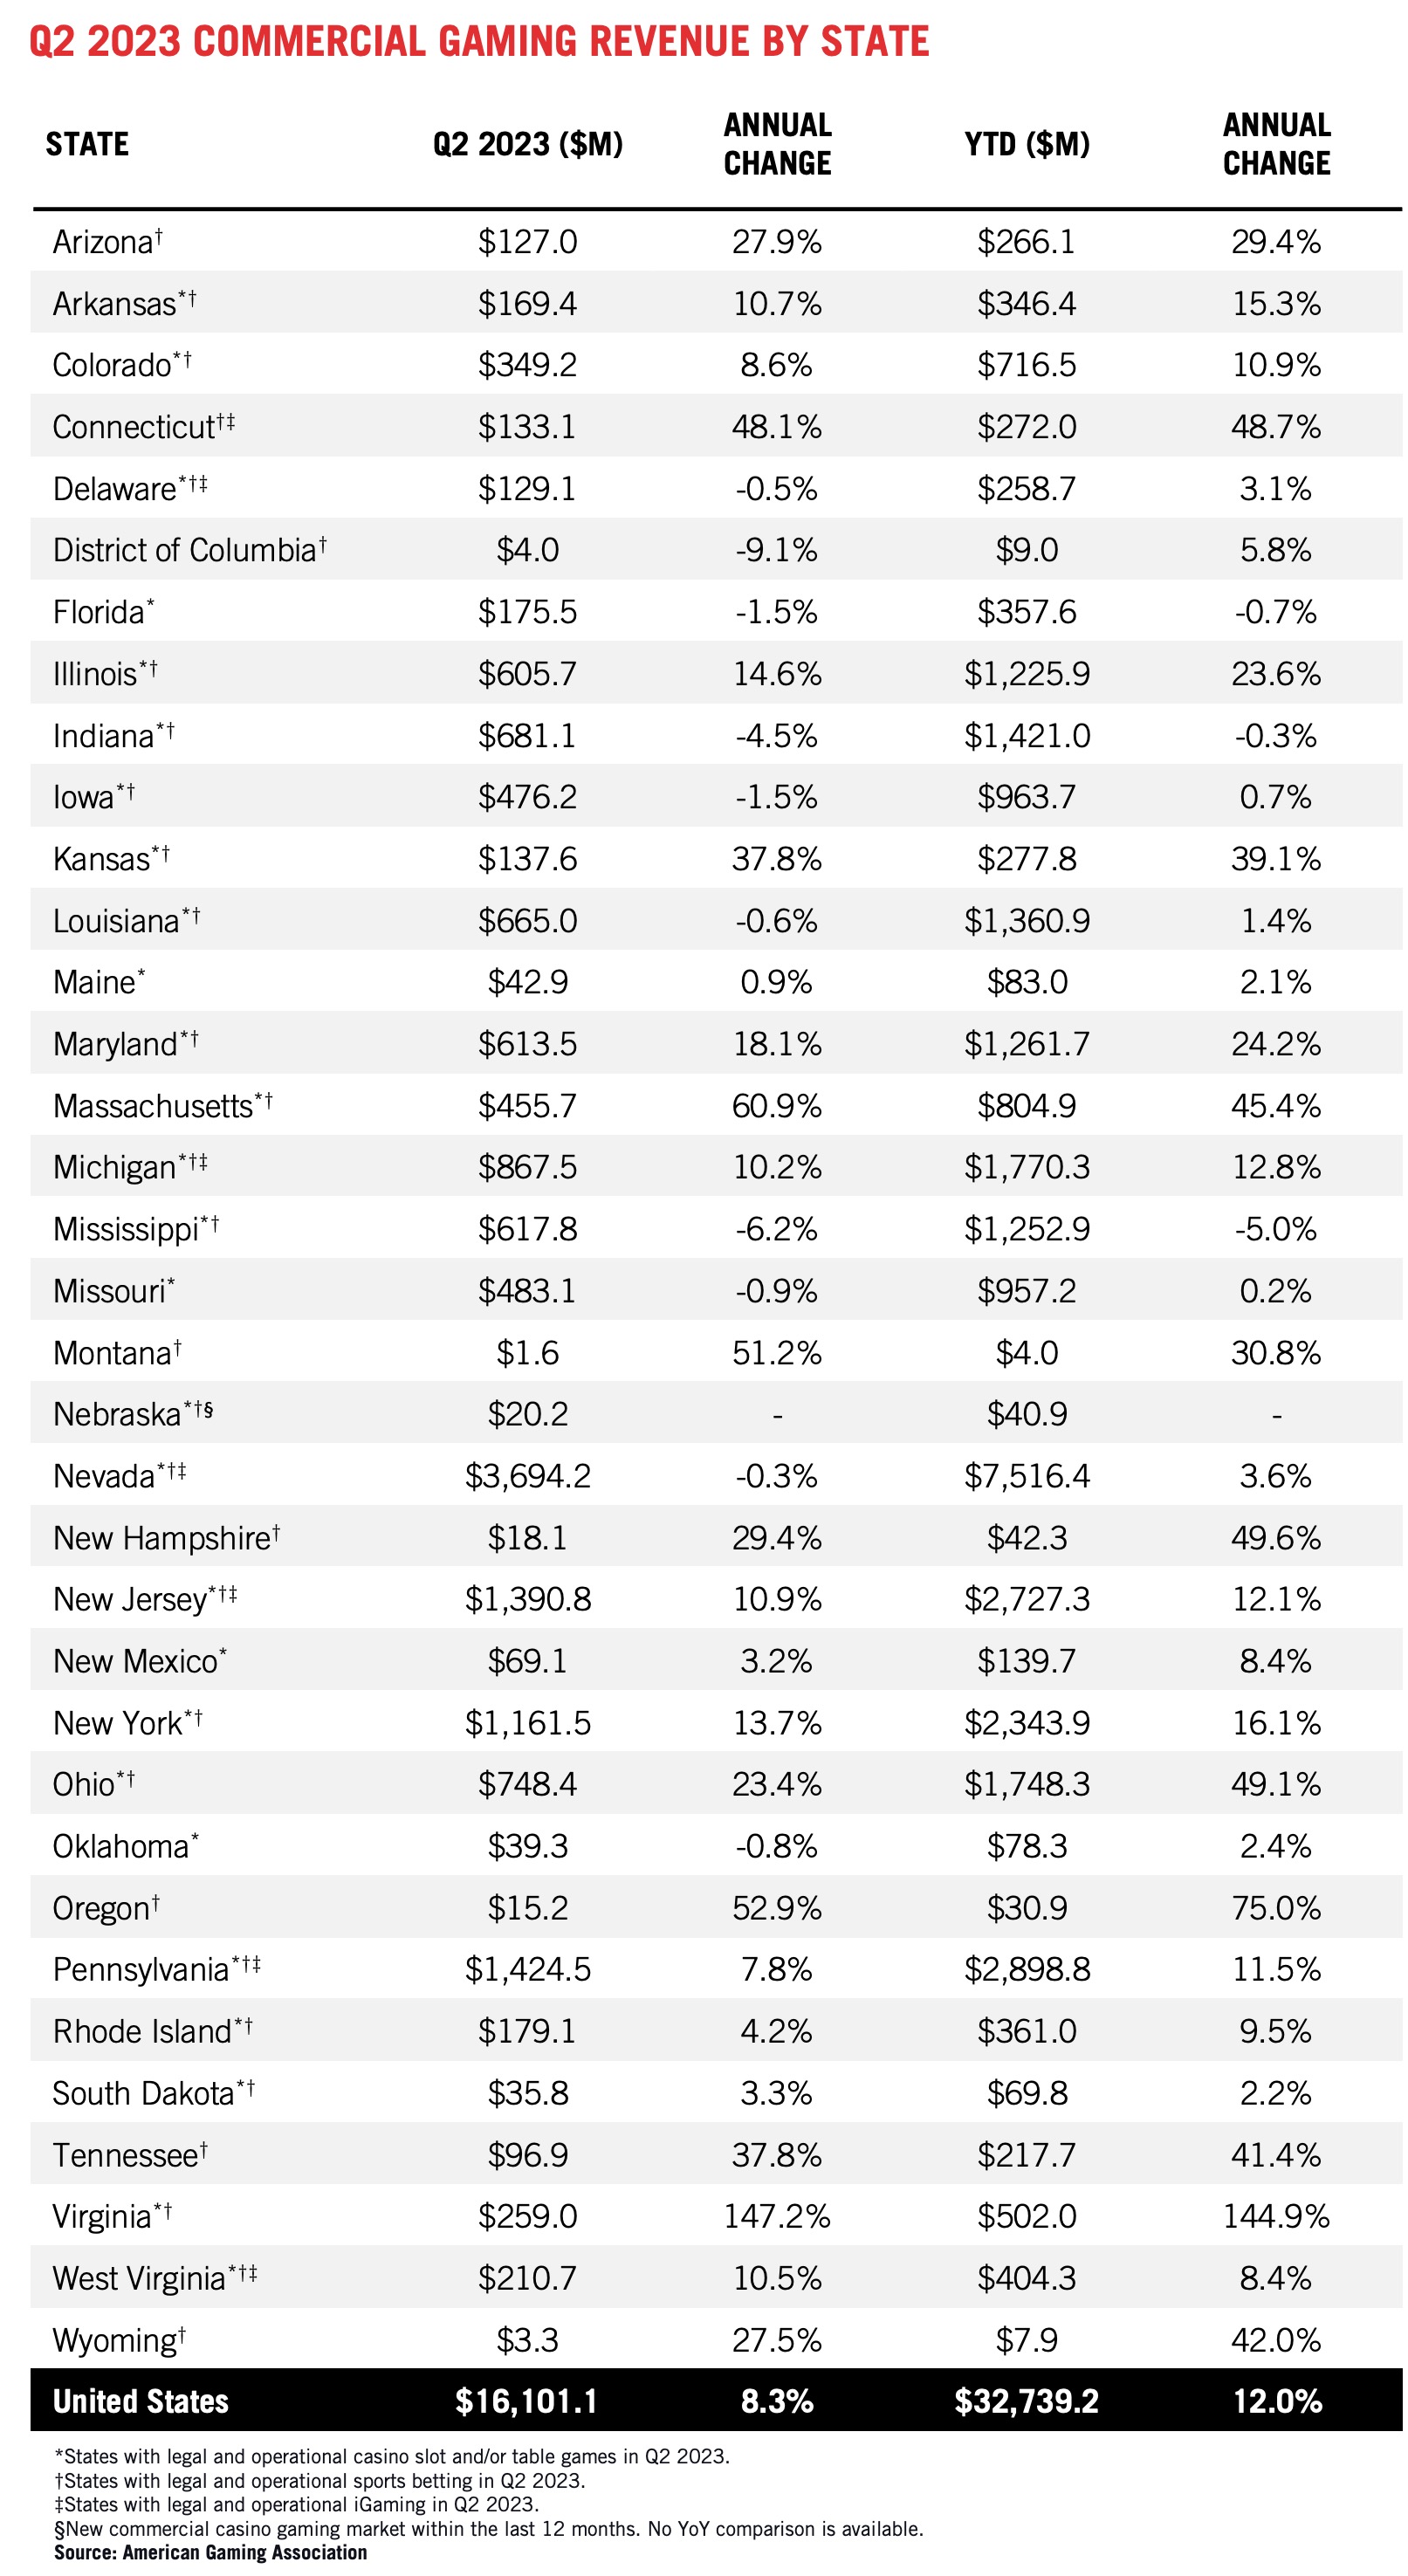 Q2 2023 COMMERCIAL GAMING REVENUE BY STATE
STATE Q2 2023 ($M) ANNUAL CHANGE YTD ($M) ANNUAL CHANGE
Arizona† $127.0 27.9% $266.1 29.4%
Arkansas*† $169.4 10.7% $346.4 15.3%
Colorado*† $349.2 8.6% $716.5 10.9%
Connecticut†‡ $133.1 48.1% $272.0 48.7%
Delaware*†‡ $129.1 -0.5% $258.7 3.1%
District of Columbia† $4.0 -9.1% $9.0 5.8%
Florida* $175.5 -1.5% $357.6 -0.7%
Illinois*† $605.7 14.6% $1,225.9 23.6%
Indiana*† $681.1 -4.5% $1,421.0 -0.3%
Iowa*† $476.2 -1.5% $963.7 0.7%
Kansas*† $137.6 37.8% $277.8 39.1%
Louisiana*† $665.0 -0.6% $1,360.9 1.4%
Maine* $42.9 0.9% $83.0 2.1%
Maryland*† $613.5 18.1% $1,261.7 24.2%
Massachusetts*† $455.7 60.9% $804.9 45.4%
Michigan*†‡ $867.5 10.2% $1,770.3 12.8%
Mississippi*† $617.8 -6.2% $1,252.9 -5.0%
Missouri* $483.1 -0.9% $957.2 0.2%
Montana† $1.6 51.2% $4.0 30.8%
Nebraska*†§ $20.2 - $40.9 -
Nevada*†‡ $3,694.2 -0.3% $7,516.4 3.6%
New Hampshire† $18.1 29.4% $42.3 49.6%
New Jersey*†‡ $1,390.8 10.9% $2,727.3 12.1%
New Mexico* $69.1 3.2% $139.7 8.4%
New York*† $1,161.5 13.7% $2,343.9 16.1%
Ohio*† $748.4 23.4% $1,748.3 49.1%
Oklahoma* $39.3 -0.8% $78.3 2.4%
Oregon† $15.2 52.9% $30.9 75.0%
Pennsylvania*†‡ $1,424.5 7.8% $2,898.8 11.5%
Rhode Island*† $179.1 4.2% $361.0 9.5%
South Dakota*† $35.8 3.3% $69.8 2.2%
Tennessee† $96.9 37.8% $217.7 41.4%
Virginia*† $259.0 147.2% $502.0 144.9%
West Virginia*†‡ $210.7 10.5% $404.3 8.4%
Wyoming† $3.3 27.5% $7.9 42.0%
United States $16,101.1 8.3% $32,739.2 12.0%
*States with legal and operational casino slot and/or table games in Q2 2023.
†States with legal and operational sports betting in Q2 2023.
‡States with legal and operational iGaming in Q2 2023.
§New commercial casino gaming market within the last 12 months. No YoY comparison is available.
Source: American Gaming Association